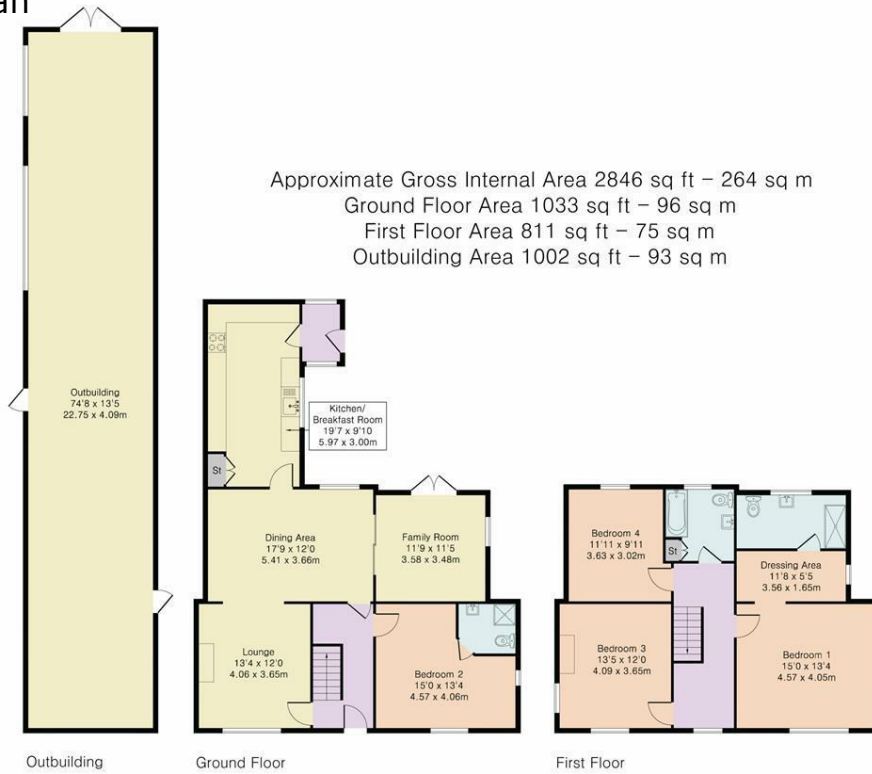 Approximate Gross Internal Area 2846 sq ft – 264 sq m
Ground Floor Area 1033 sq ft – 96 sq m
First Floor Area 811 sq ft – 75 sq m
Outbuilding Area 1002 sq ft – 93 sq m
Outbuilding
74'8 x 13'5
22.75 x 4.09m
Kitchen/
Breakfast Room
19'7 x 9'10
5.97 x 3.00m
St
Dining Area
17'9 x 12'0
5.41 x 3.66m
Family Room
11'9 x 11'5
3.58 x 3.48m
Lounge
13'4 x 12'0
4.06 x 3.65m
Bedroom 2
15'0 x 13'4
4.57 x 4.06m
Bedroom 4
11'11 x 9'11
3.63 x 3.02m
St
Dressing Area
11'8 x 5'5
3.56 x 1.65m
Bedroom 3
13'5 x 12'0
4.09 x 3.65m
Bedroom 1
15'0 x 13'4
4.57 x 4.05m
Outbuilding
Ground Floor
First Floor